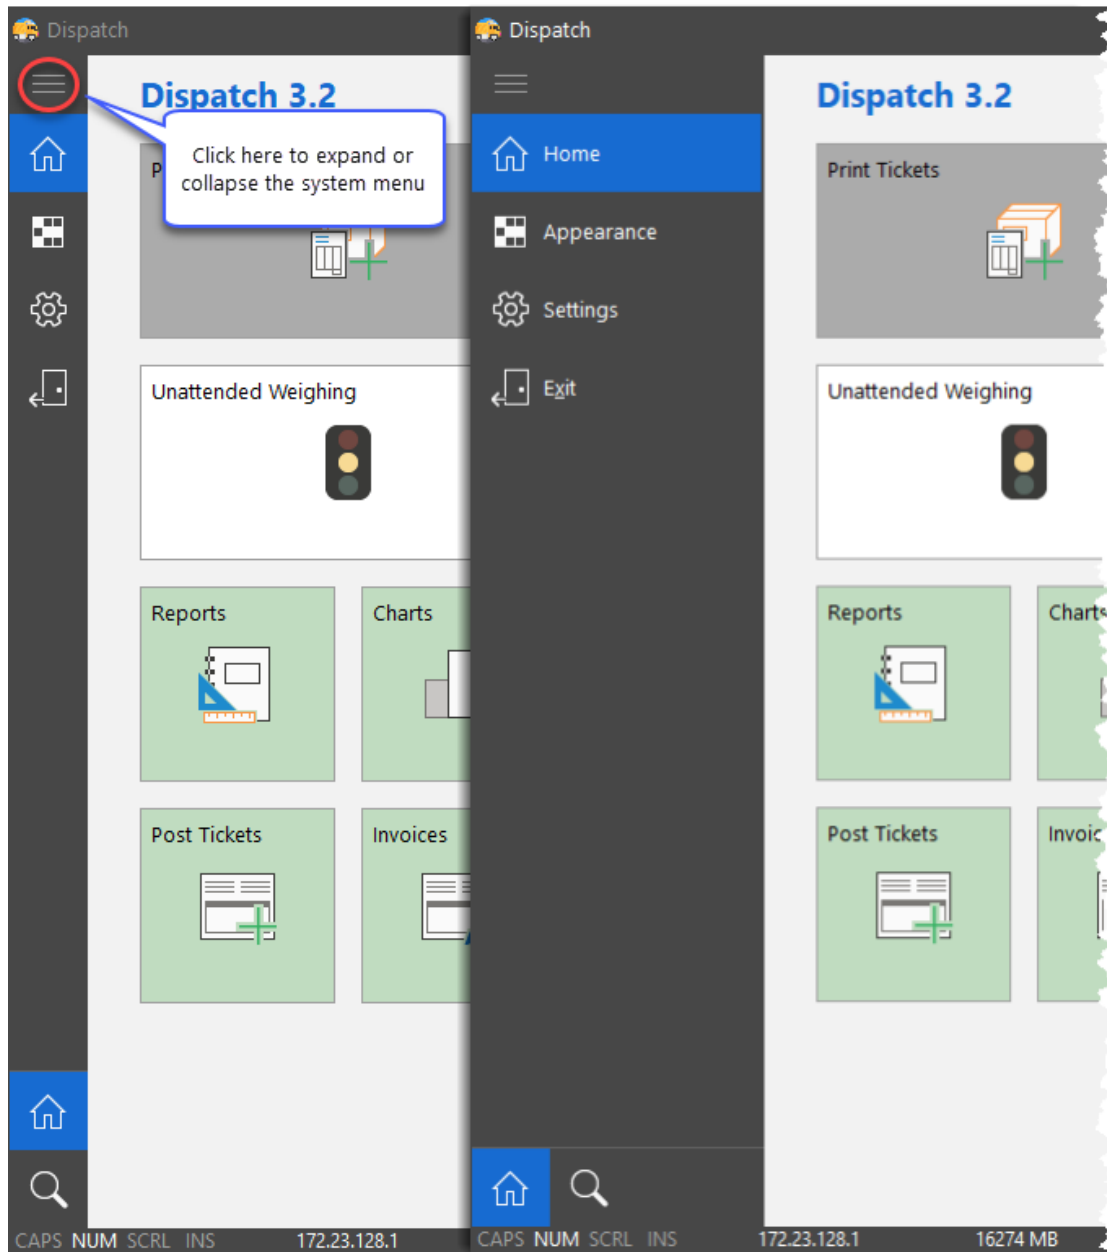 Dispatch
Dispatch 3.2
Click here to expand or
collapse the system menu
P
Unattended Weighing
Reports
Charts
Post Tickets
Invoices
CAPS NUM SCRL INS 172.23.128.1
Dispatch
Dispatch 3.2
Home
Appearance
Settings
Exit
Print Tickets
Unattended Weighing
Reports
Charts
Post Tickets
Invoic
CAPS NUM SCRL INS 172.23.128.1 16274 MB